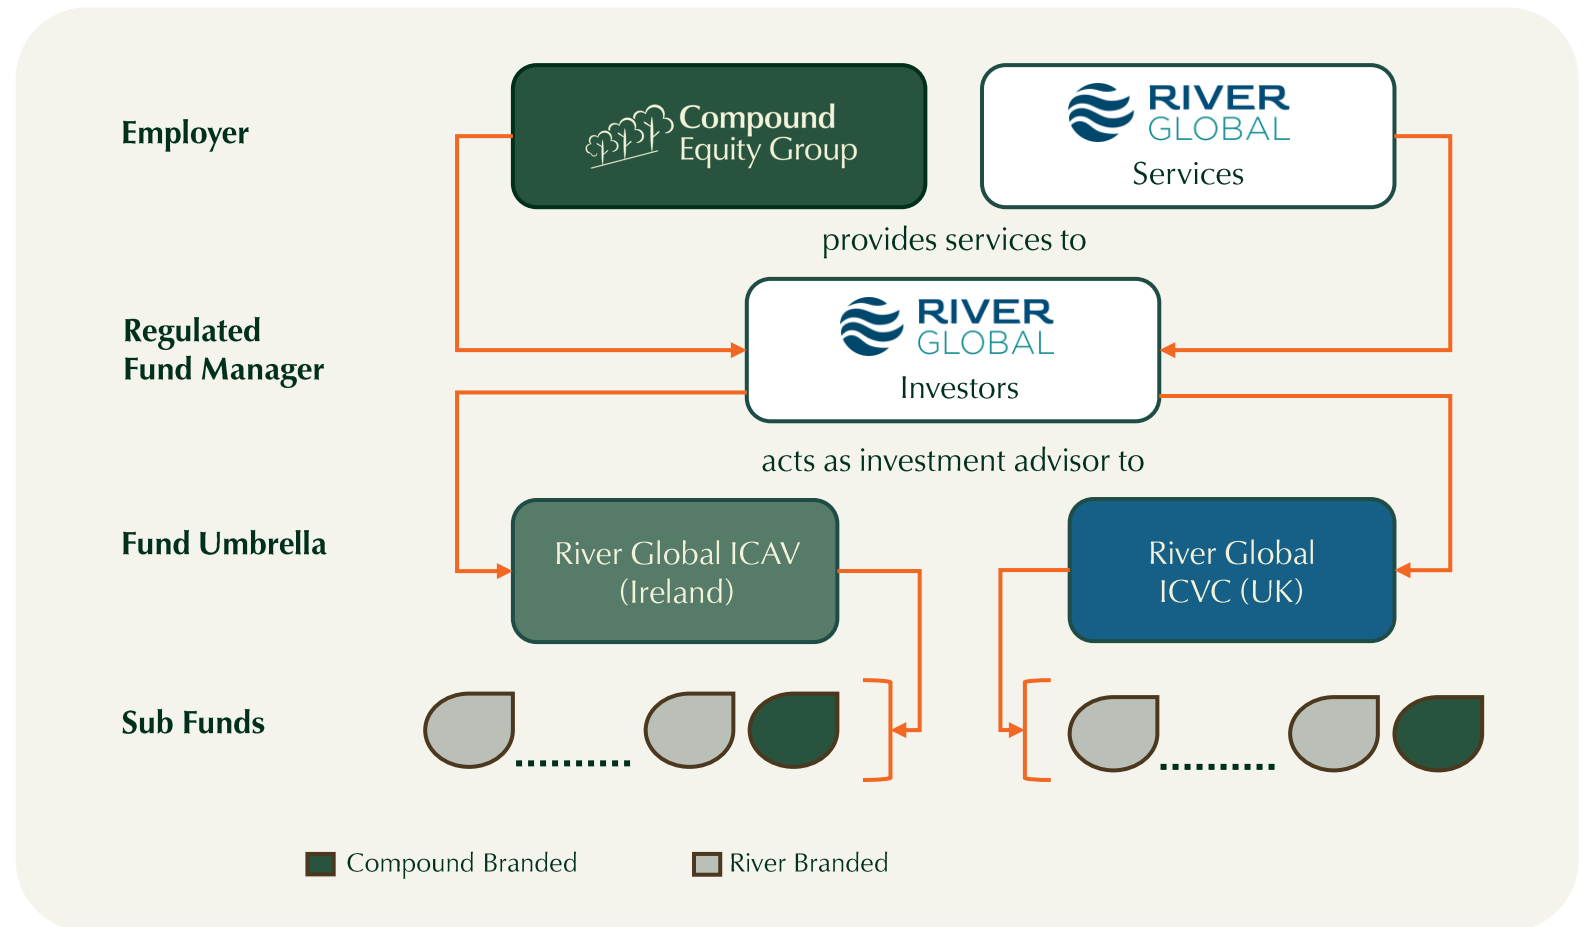 Employer
Compound
Equity Group
RIVER
GLOBAL
Services
provides services to
Regulated
Fund Manager
RIVER
GLOBAL
Investors
acts as investment advisor to
Fund Umbrella
River Global ICAV
(Ireland)
River Global
ICVC (UK)
Sub Funds
Compound Branded
River Branded